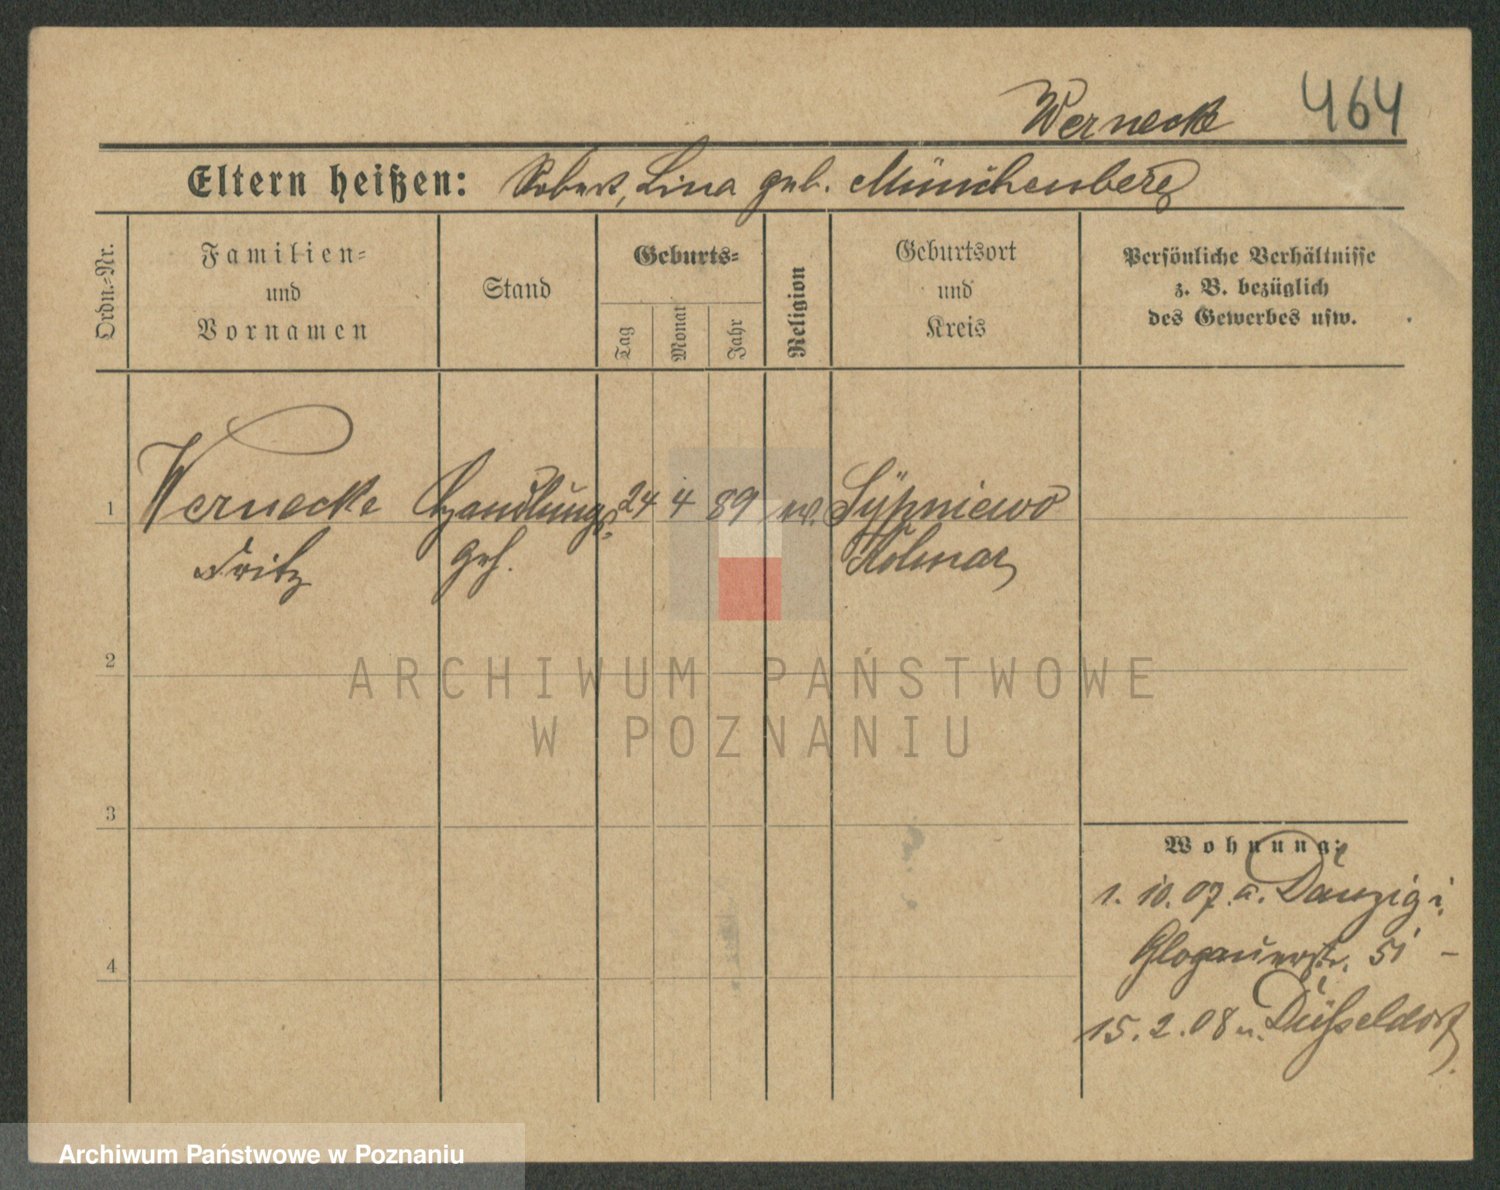 Wernecke 464
Eltern heißen: Robert, Lina geb. Münchenberg
Ordn.-Nr.
Familien-
und
Vornamen
Stand
Geburts-
Tag
Monat
Jahr
Religion
Geburtsort
und
Kreis
Persönliche Verhältnisse
z. B. bezüglich
des Gewerbes usw.
1 Wernecke Handlungs- 24 4 89 Sypniewo
Fritz Geh. Kolmar
2
ARCHIWUM PAŃSTWOWE
W POZNANIU
3
Wohnung:
1. 10. 07. a. Danzig i.
4 Glogauerstr. 51 -
15. 2. 08 n. Düsseldorf.
Archiwum Państwowe w Poznaniu